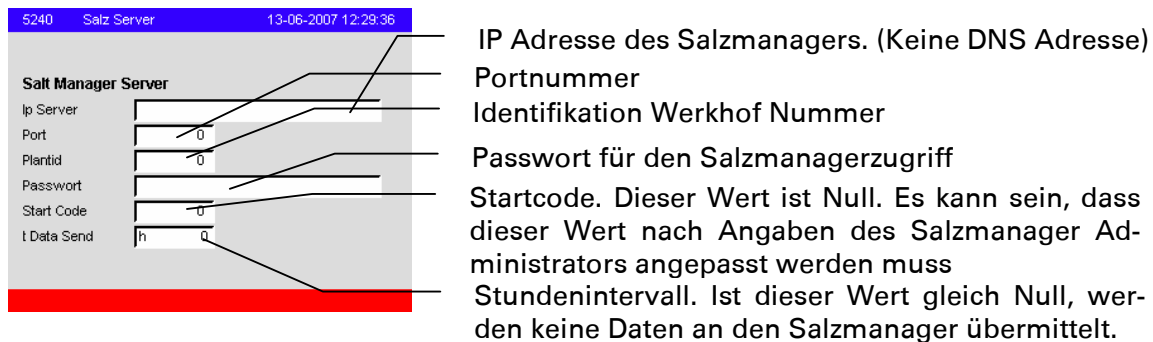 5240 Salz Server 13-06-2007 12:29:36
Salt Manager Server
Ip Server
Port 0
Plantid 0
Passwort
Start Code 0
t Data Send h 0
IP Adresse des Salzmanagers. (Keine DNS Adresse)
Portnummer
Identifikation Werkhof Nummer
Passwort für den Salzmanagerzugriff
Startcode. Dieser Wert ist Null. Es kann sein, dass
dieser Wert nach Angaben des Salzmanager Ad-
ministrators angepasst werden muss
Stundenintervall. Ist dieser Wert gleich Null, wer-
den keine Daten an den Salzmanager übermittelt.